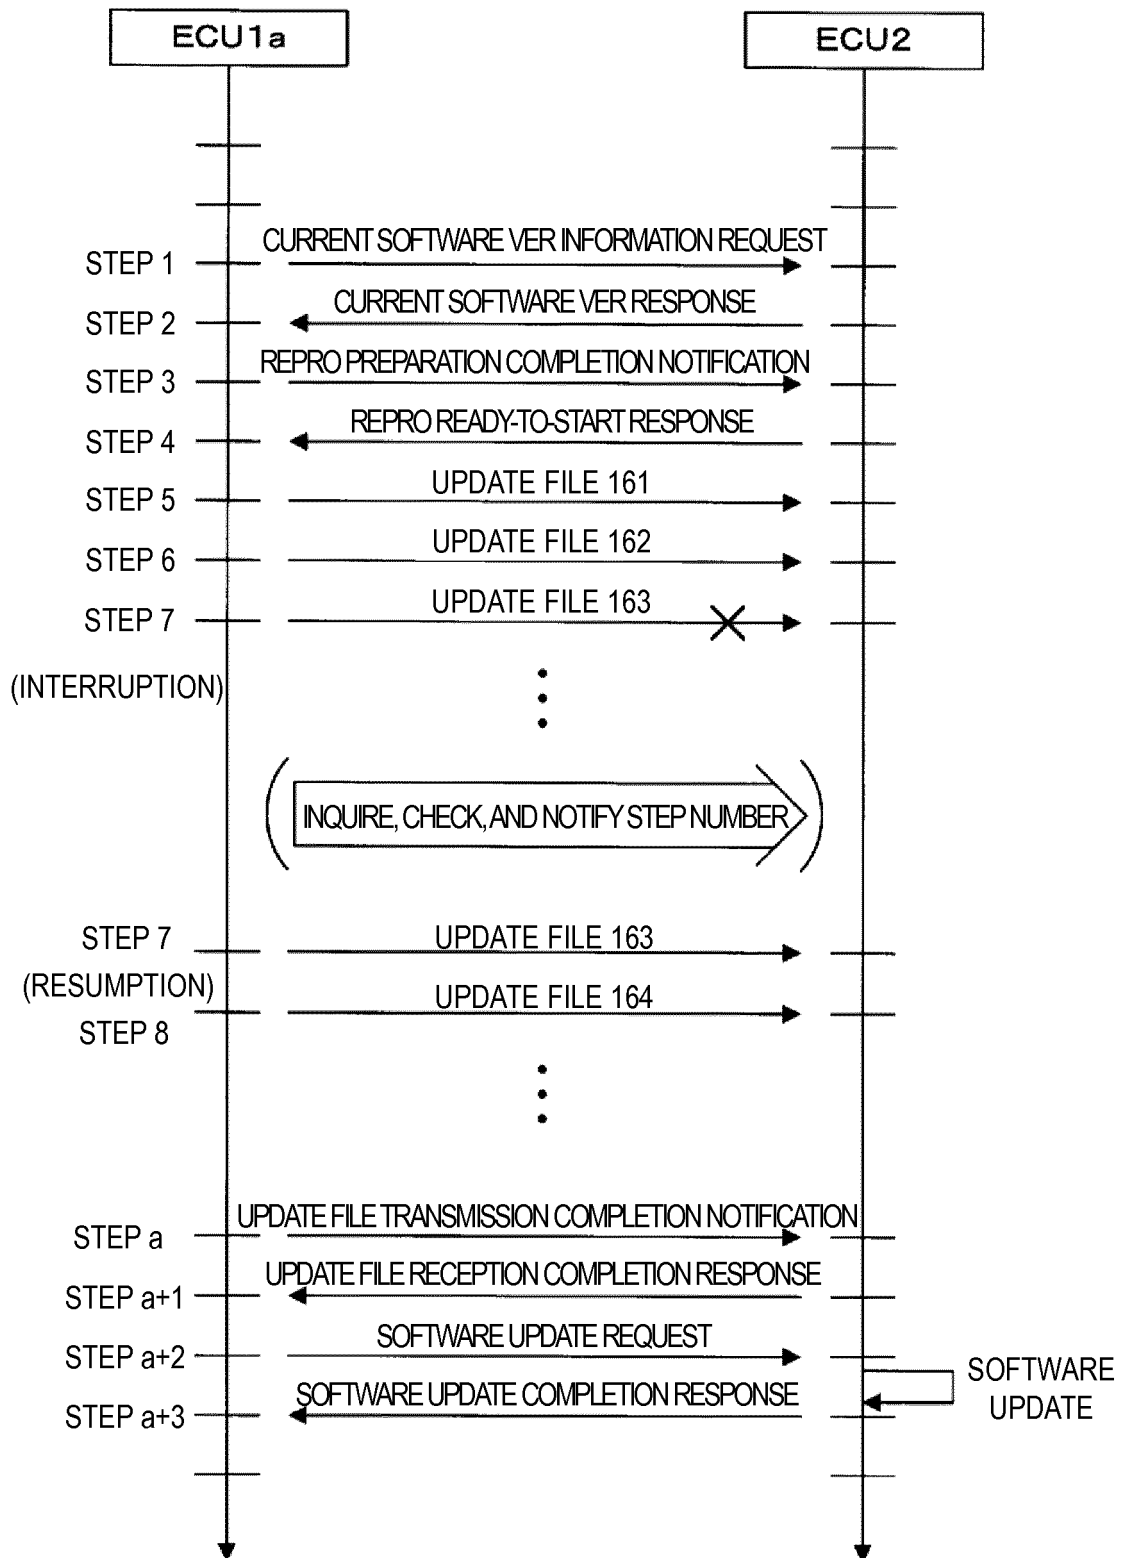 ECU1a
ECU2
CURRENT SOFTWARE VER INFORMATION REQUEST
STEP 1
CURRENT SOFTWARE VER RESPONSE
STEP 2
REPRO PREPARATION COMPLETION NOTIFICATION
STEP 3
REPRO READY-TO-START RESPONSE
STEP 4
UPDATE FILE 161
STEP 5
UPDATE FILE 162
STEP 6
UPDATE FILE 163
STEP 7
(INTERRUPTION)
INQUIRE, CHECK, AND NOTIFY STEP NUMBER
STEP 7
UPDATE FILE 163
(RESUMPTION)
UPDATE FILE 164
STEP 8
UPDATE FILE TRANSMISSION COMPLETION NOTIFICATION
STEP a
UPDATE FILE RECEPTION COMPLETION RESPONSE
STEP a+1
SOFTWARE UPDATE REQUEST
STEP a+2
SOFTWARE
UPDATE
SOFTWARE UPDATE COMPLETION RESPONSE
STEP a+3